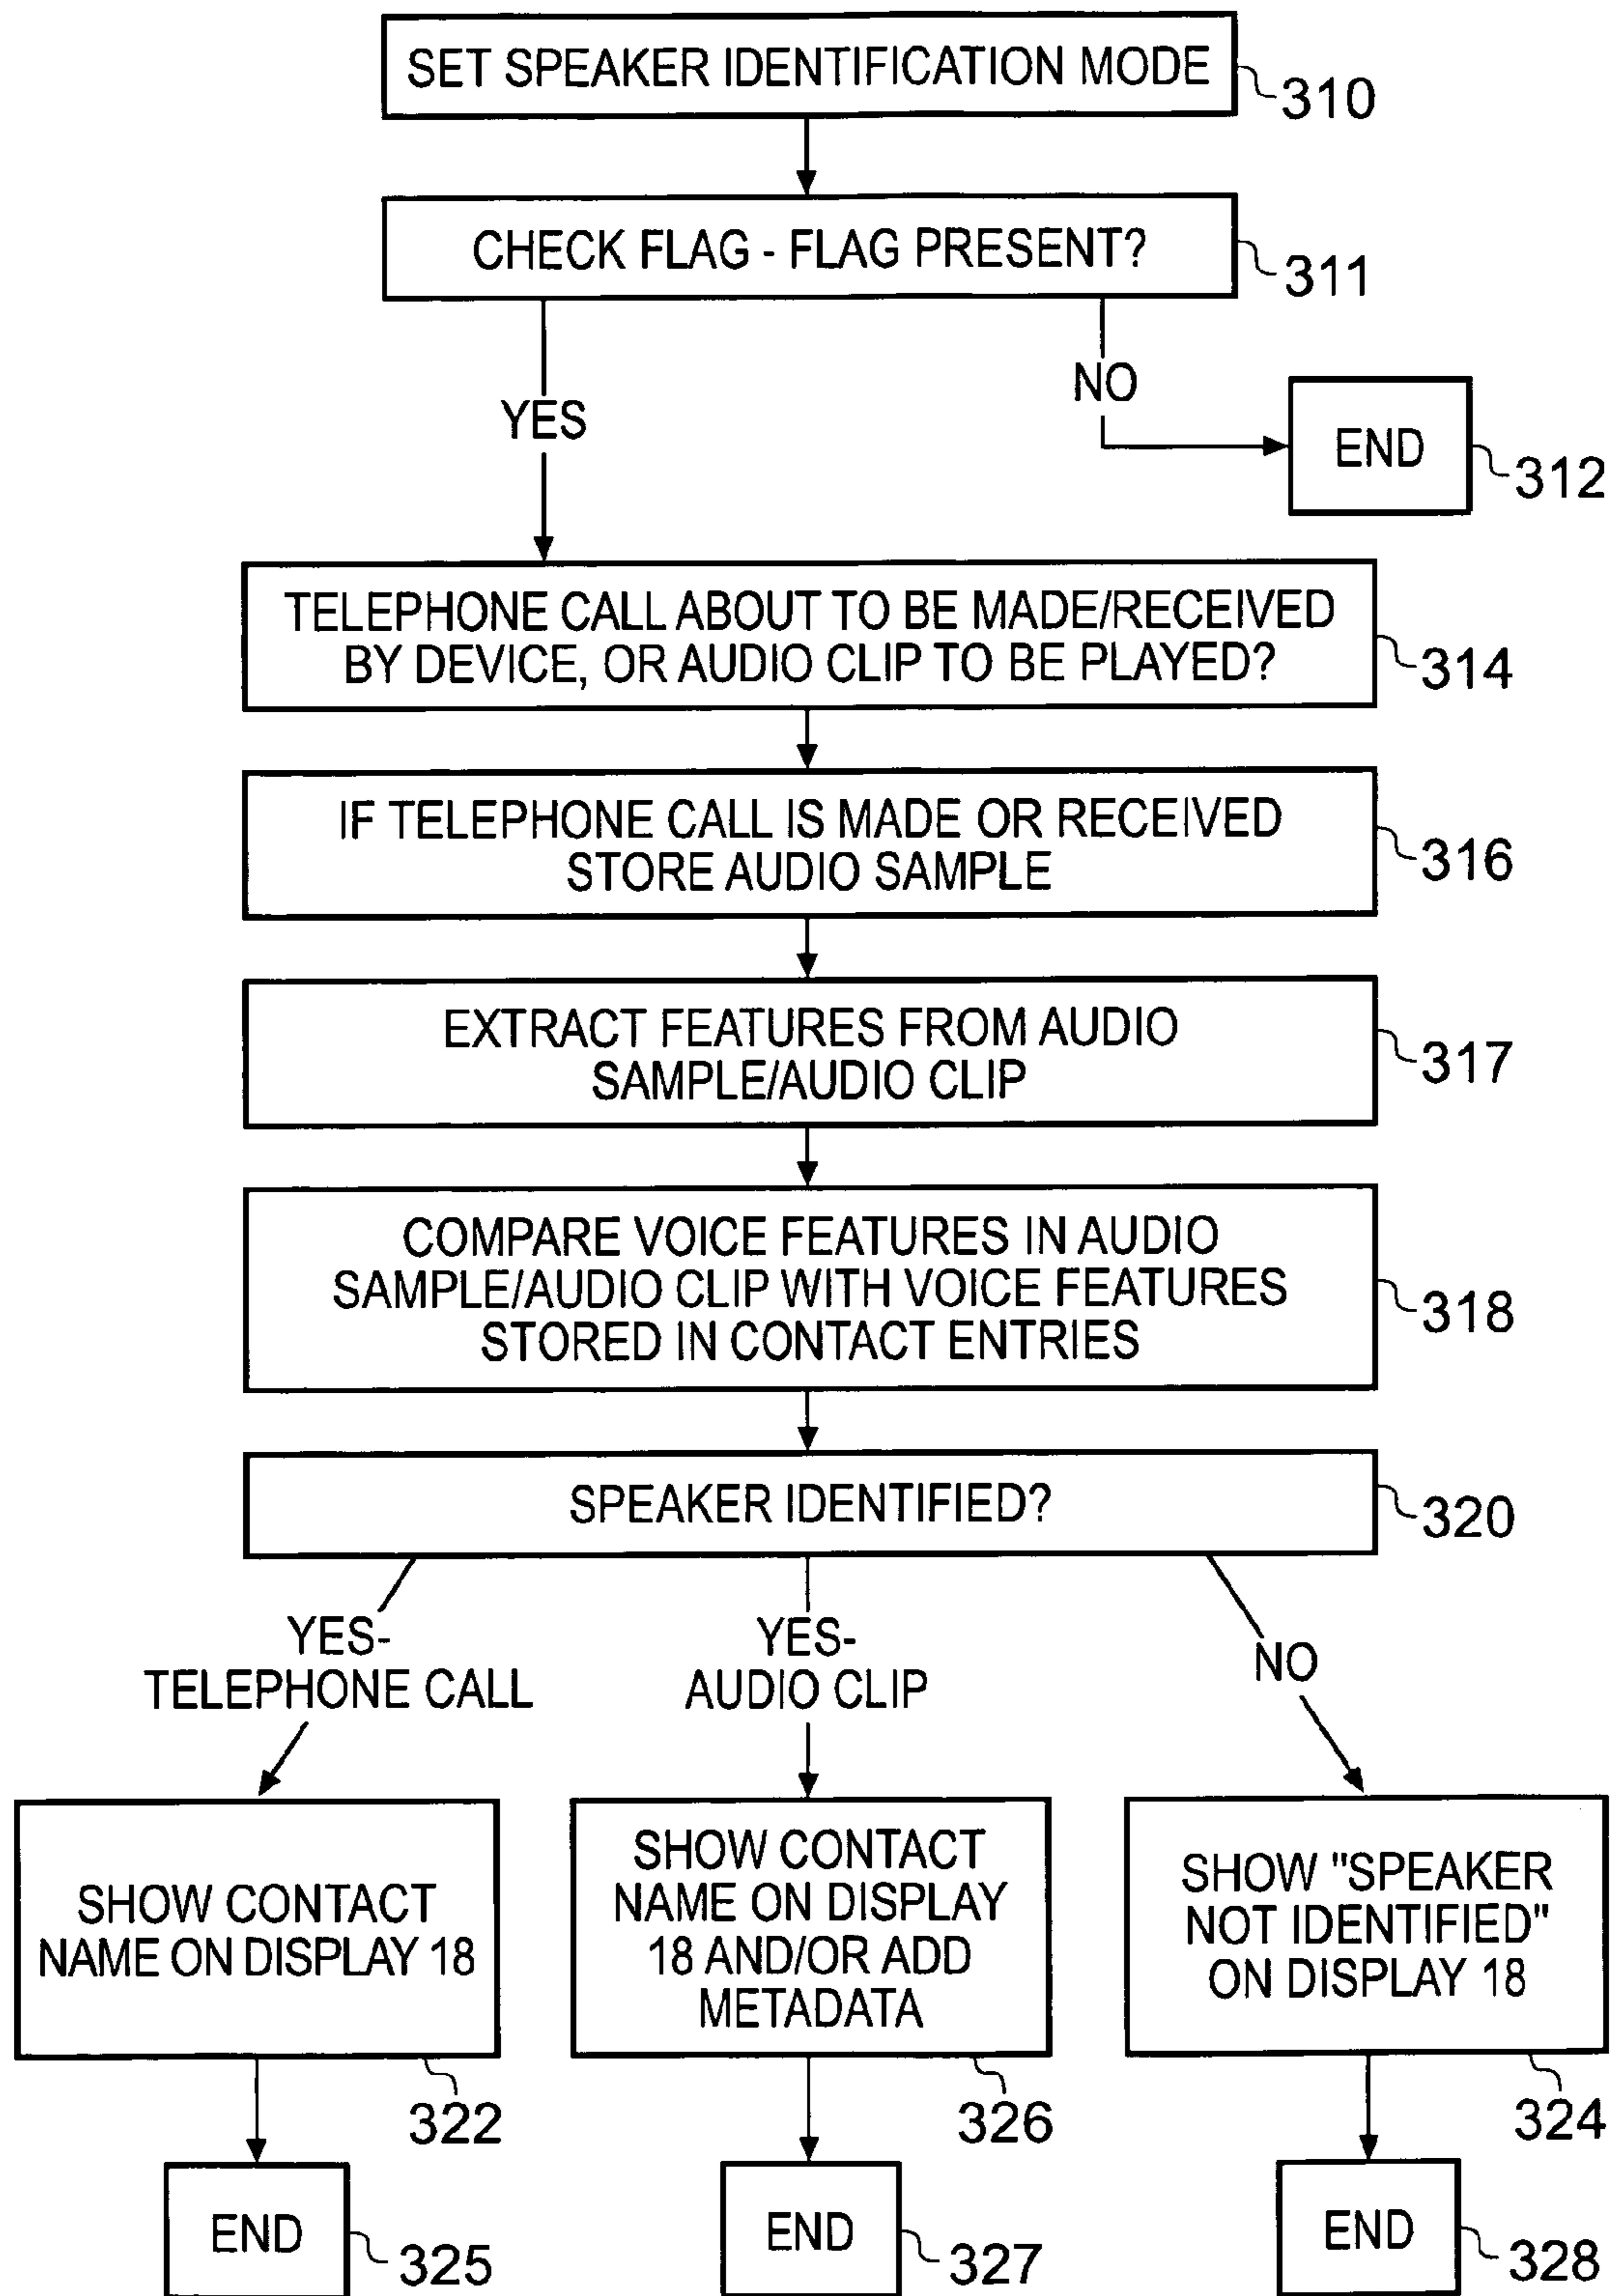 SET SPEAKER IDENTIFICATION MODE
310
CHECK FLAG - FLAG PRESENT?
311
YES
NO
END
312
TELEPHONE CALL ABOUT TO BE MADE/RECEIVED
BY DEVICE, OR AUDIO CLIP TO BE PLAYED?
314
IF TELEPHONE CALL IS MADE OR RECEIVED
STORE AUDIO SAMPLE
316
EXTRACT FEATURES FROM AUDIO
SAMPLE/AUDIO CLIP
317
COMPARE VOICE FEATURES IN AUDIO
SAMPLE/AUDIO CLIP WITH VOICE FEATURES
STORED IN CONTACT ENTRIES
318
SPEAKER IDENTIFIED?
320
YES-
TELEPHONE CALL
YES-
AUDIO CLIP
NO
SHOW CONTACT
NAME ON DISPLAY 18
322
SHOW CONTACT
NAME ON DISPLAY
18 AND/OR ADD
METADATA
326
SHOW "SPEAKER
NOT IDENTIFIED"
ON DISPLAY 18
324
END
325
END
327
END
328